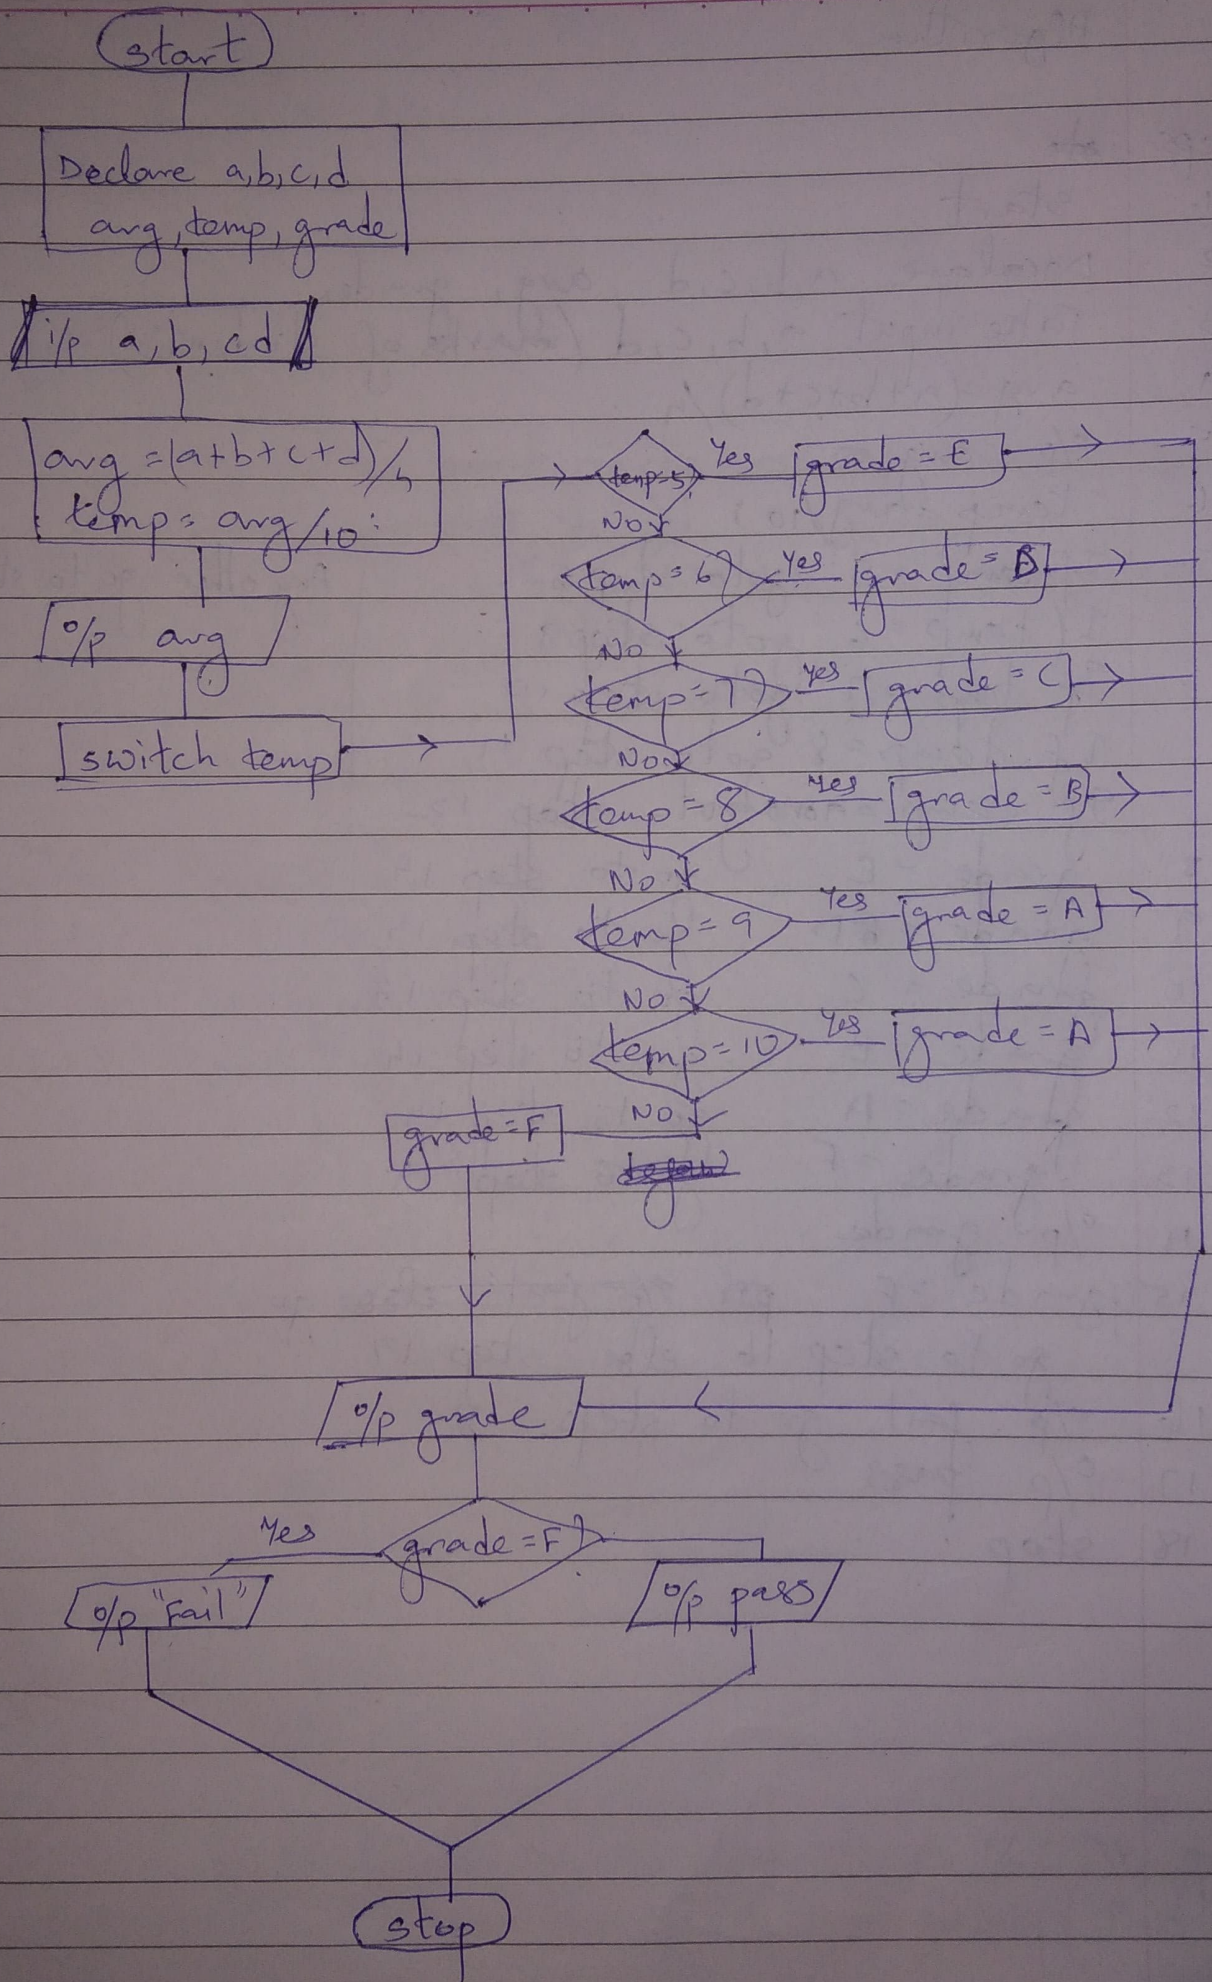 start
Declare a,b,c,d
avg, temp, grade
i/p a, b, c d
avg = (a+b+c+d)/4
temp = avg/10
o/p avg
switch temp
temp=5
Yes
grade = E
No
temp = 6?
Yes
grade = D
No
temp = 7?
Yes
grade = C
No
temp = 8
Yes
grade = B
No
temp = 9
Yes
grade = A
No
temp = 10
Yes
grade = A
No
grade = F
o/p grade
grade = F?
Yes
o/p "Fail"
o/p pass
stop